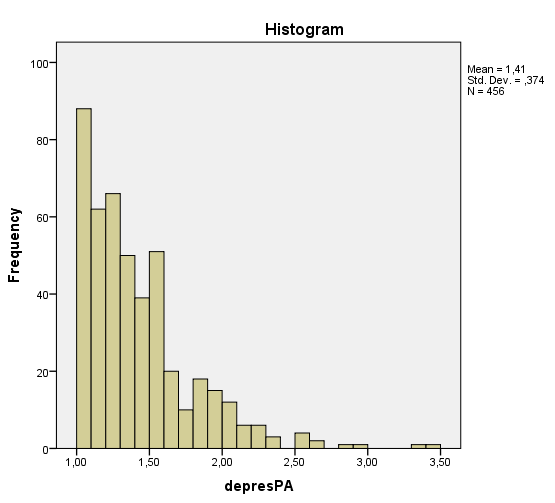 Histogram
Mean = 1,41
Std. Dev. = ,374
N = 456
100
80
60
40
20
0
Frequency
1,00 1,50 2,00 2,50 3,00 3,50
depresPA